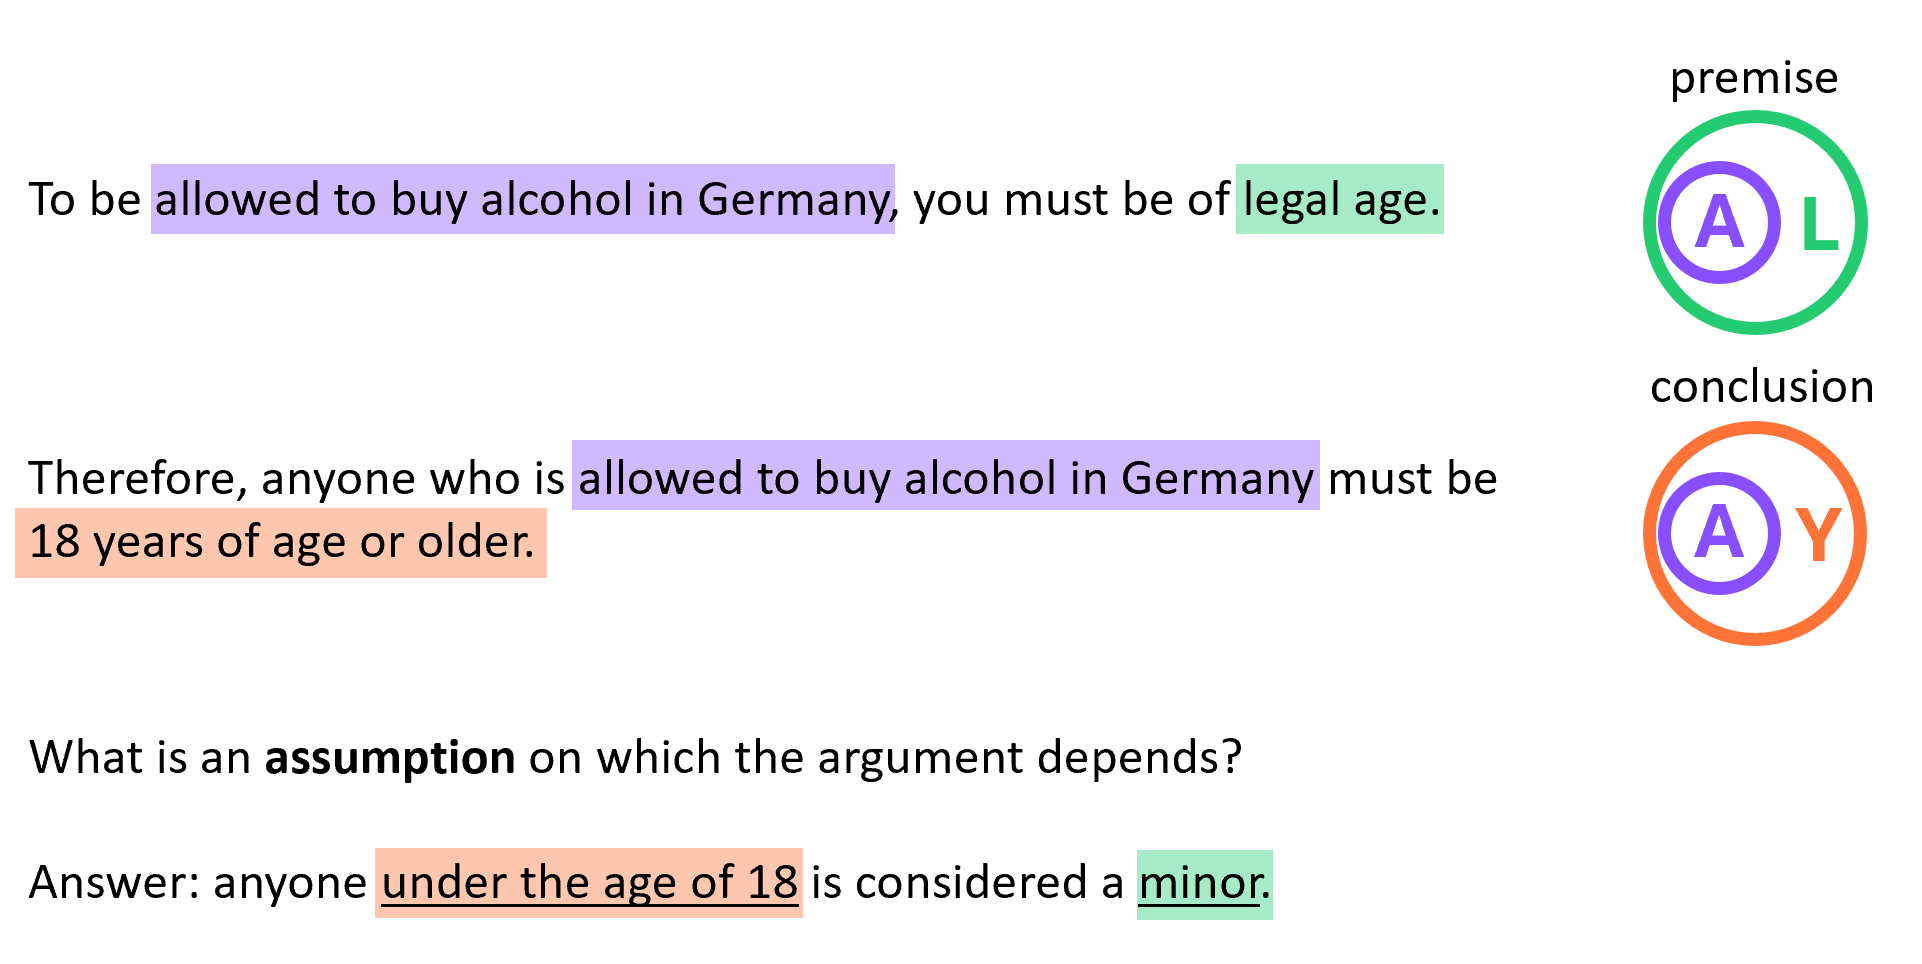 premise
To be allowed to buy alcohol in Germany, you must be of legal age.
A L
conclusion
Therefore, anyone who is allowed to buy alcohol in Germany must be
18 years of age or older.
A Y
What is an assumption on which the argument depends?
Answer: anyone under the age of 18 is considered a minor.